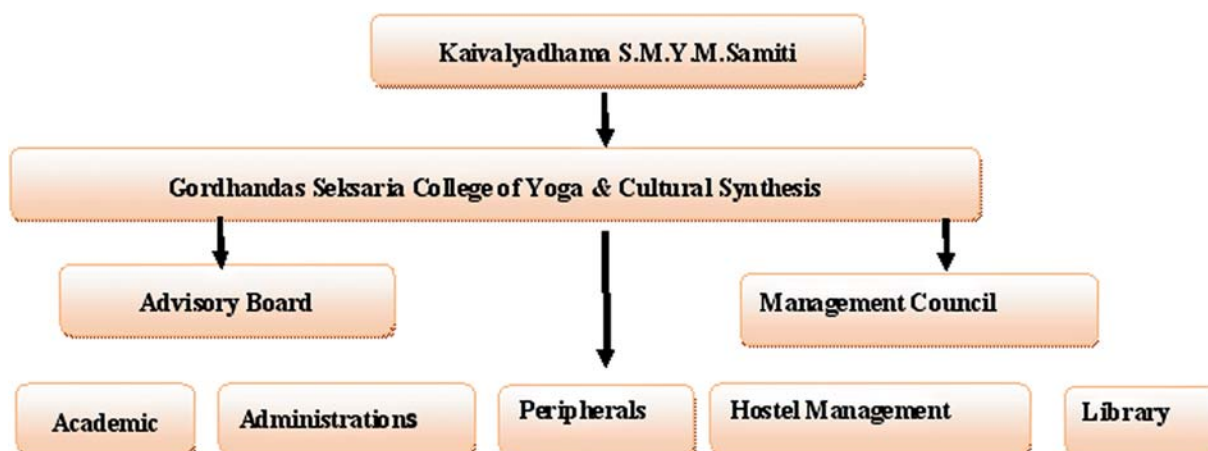 Kaivalyadhama S.M.Y.M.Samiti
Gordhandas Seksaria College of Yoga & Cultural Synthesis
Advisory Board
Management Council
Academic
Administrations
Peripherals
Hostel Management
Library